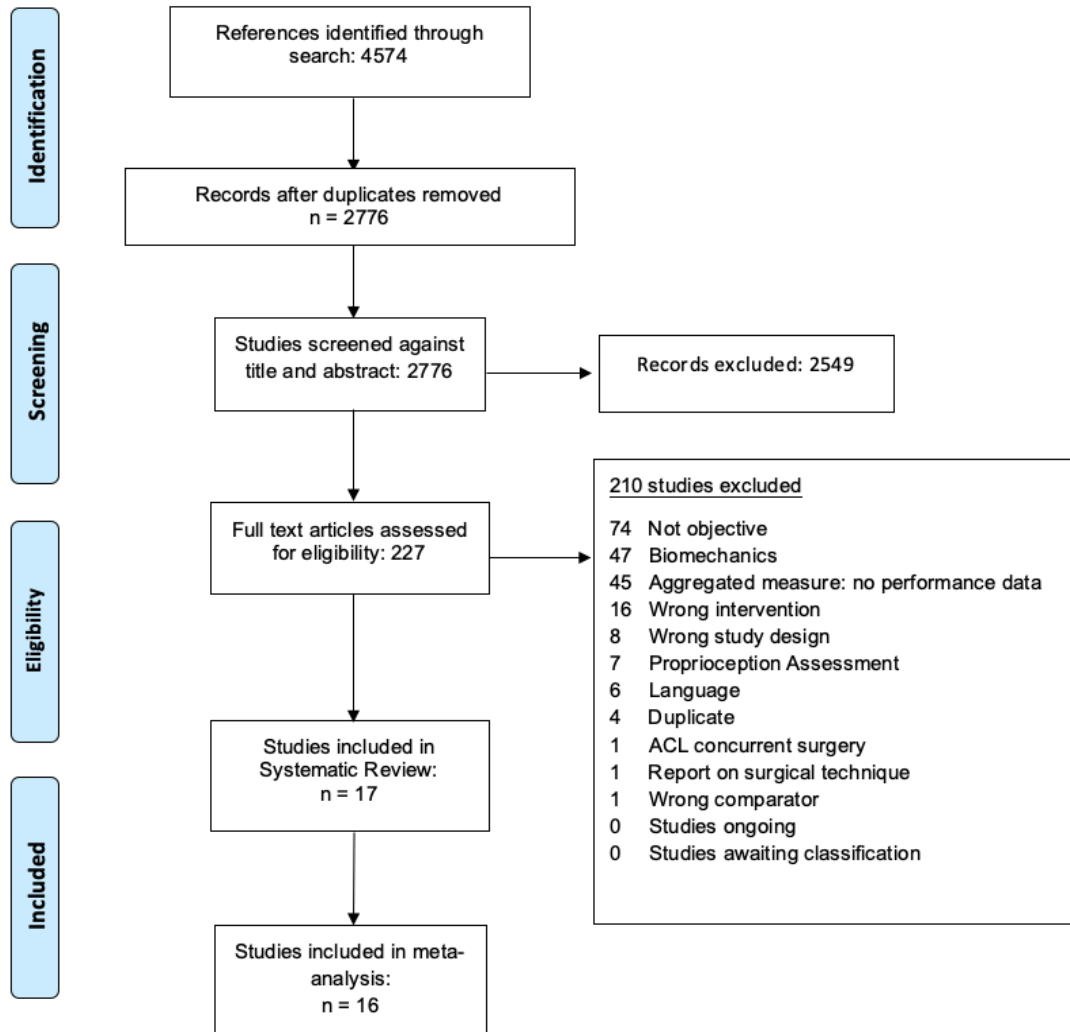 Identification
References identified through
search: 4574
Records after duplicates removed
n = 2776
Screening
Studies screened against
title and abstract: 2776
Records excluded: 2549
Eligibility
Full text articles assessed
for eligibility: 227
210 studies excluded
74 Not objective
47 Biomechanics
45 Aggregated measure: no performance data
16 Wrong intervention
8 Wrong study design
7 Proprioception Assessment
6 Language
4 Duplicate
1 ACL concurrent surgery
1 Report on surgical technique
1 Wrong comparator
0 Studies ongoing
0 Studies awaiting classification
Studies included in
Systematic Review:
n = 17
Included
Studies included in meta-
analysis:
n = 16